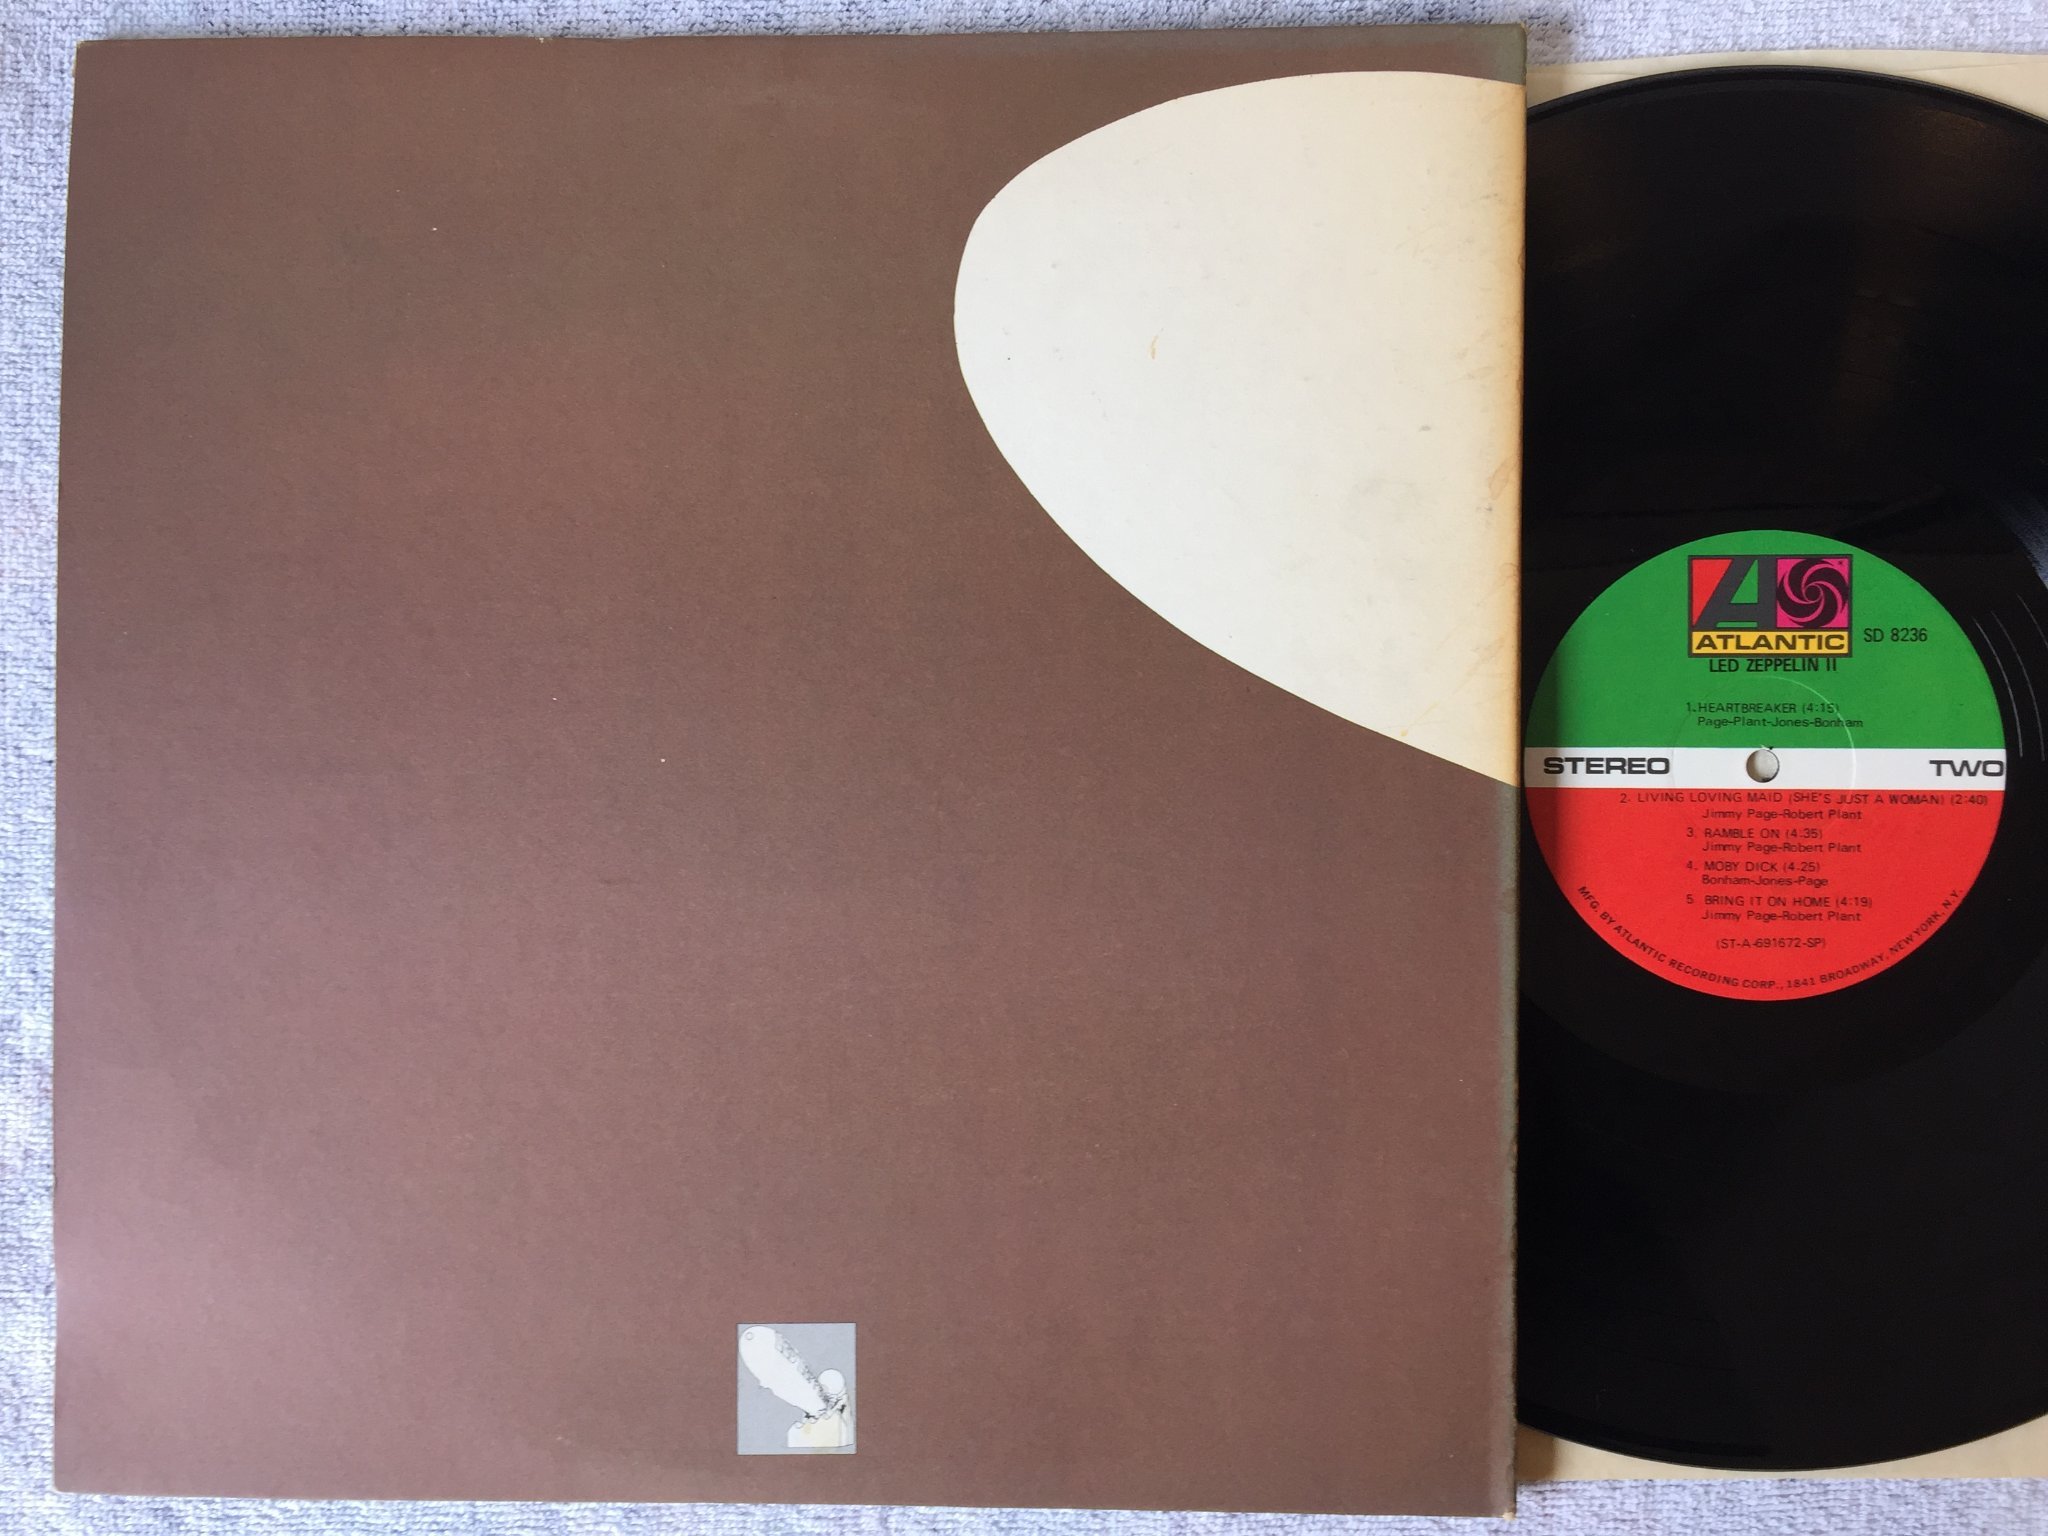 ATLANTIC
SD 8236
LED ZEPPELIN II
1. HEARTBREAKER (4:15)
Page-Plant-Jones-Bonham
STEREO
TWO
2. LIVING LOVING MAID (SHE'S JUST A WOMAN) (2:40)
Jimmy Page-Robert Plant
3. RAMBLE ON (4:35)
Jimmy Page-Robert Plant
4. MOBY DICK (4:25)
Bonham-Jones-Page
5. BRING IT ON HOME (4:19)
Jimmy Page-Robert Plant
(ST-A-691672-SP)
MFG. BY ATLANTIC RECORDING CORP., 1841 BROADWAY, NEW YORK, N.Y.